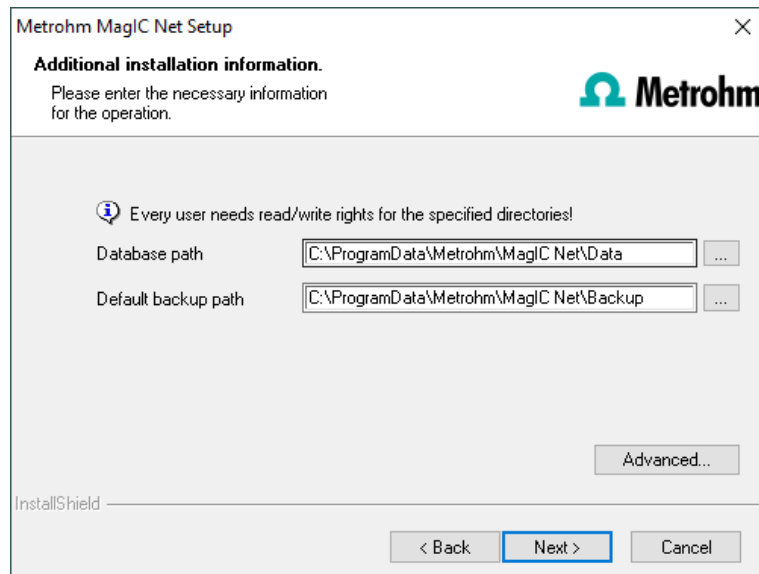 Metrohm MagIC Net Setup
Additional installation information.
Please enter the necessary information
for the operation.
Metrohm
Every user needs read/write rights for the specified directories!
Database path
C:\ProgramData\Metrohm\MagIC Net\Data
...
Default backup path
C:\ProgramData\Metrohm\MagIC Net\Backup
...
Advanced...
InstallShield
< Back
Next >
Cancel